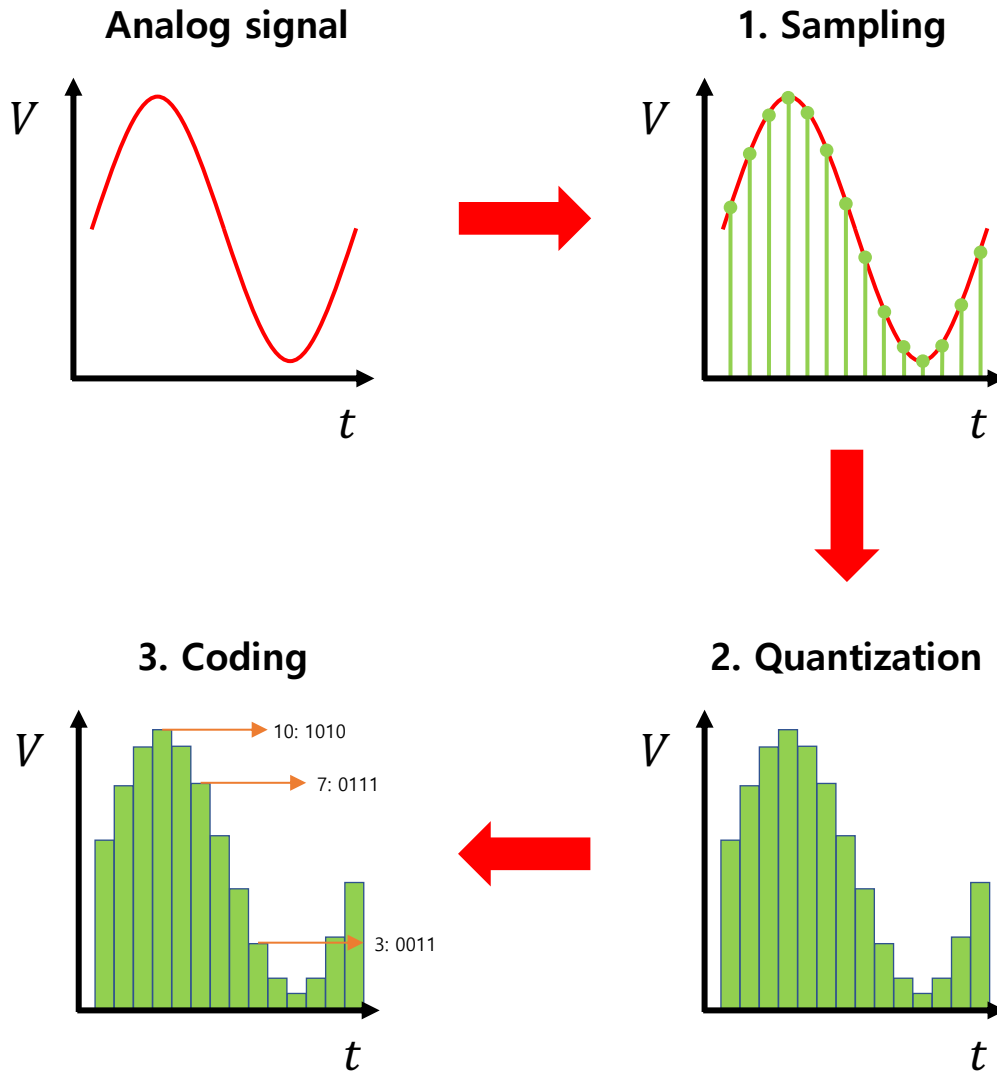 Analog signal
V
t
1. Sampling
V
t
3. Coding
V
10: 1010
7: 0111
3: 0011
t
2. Quantization
V
t